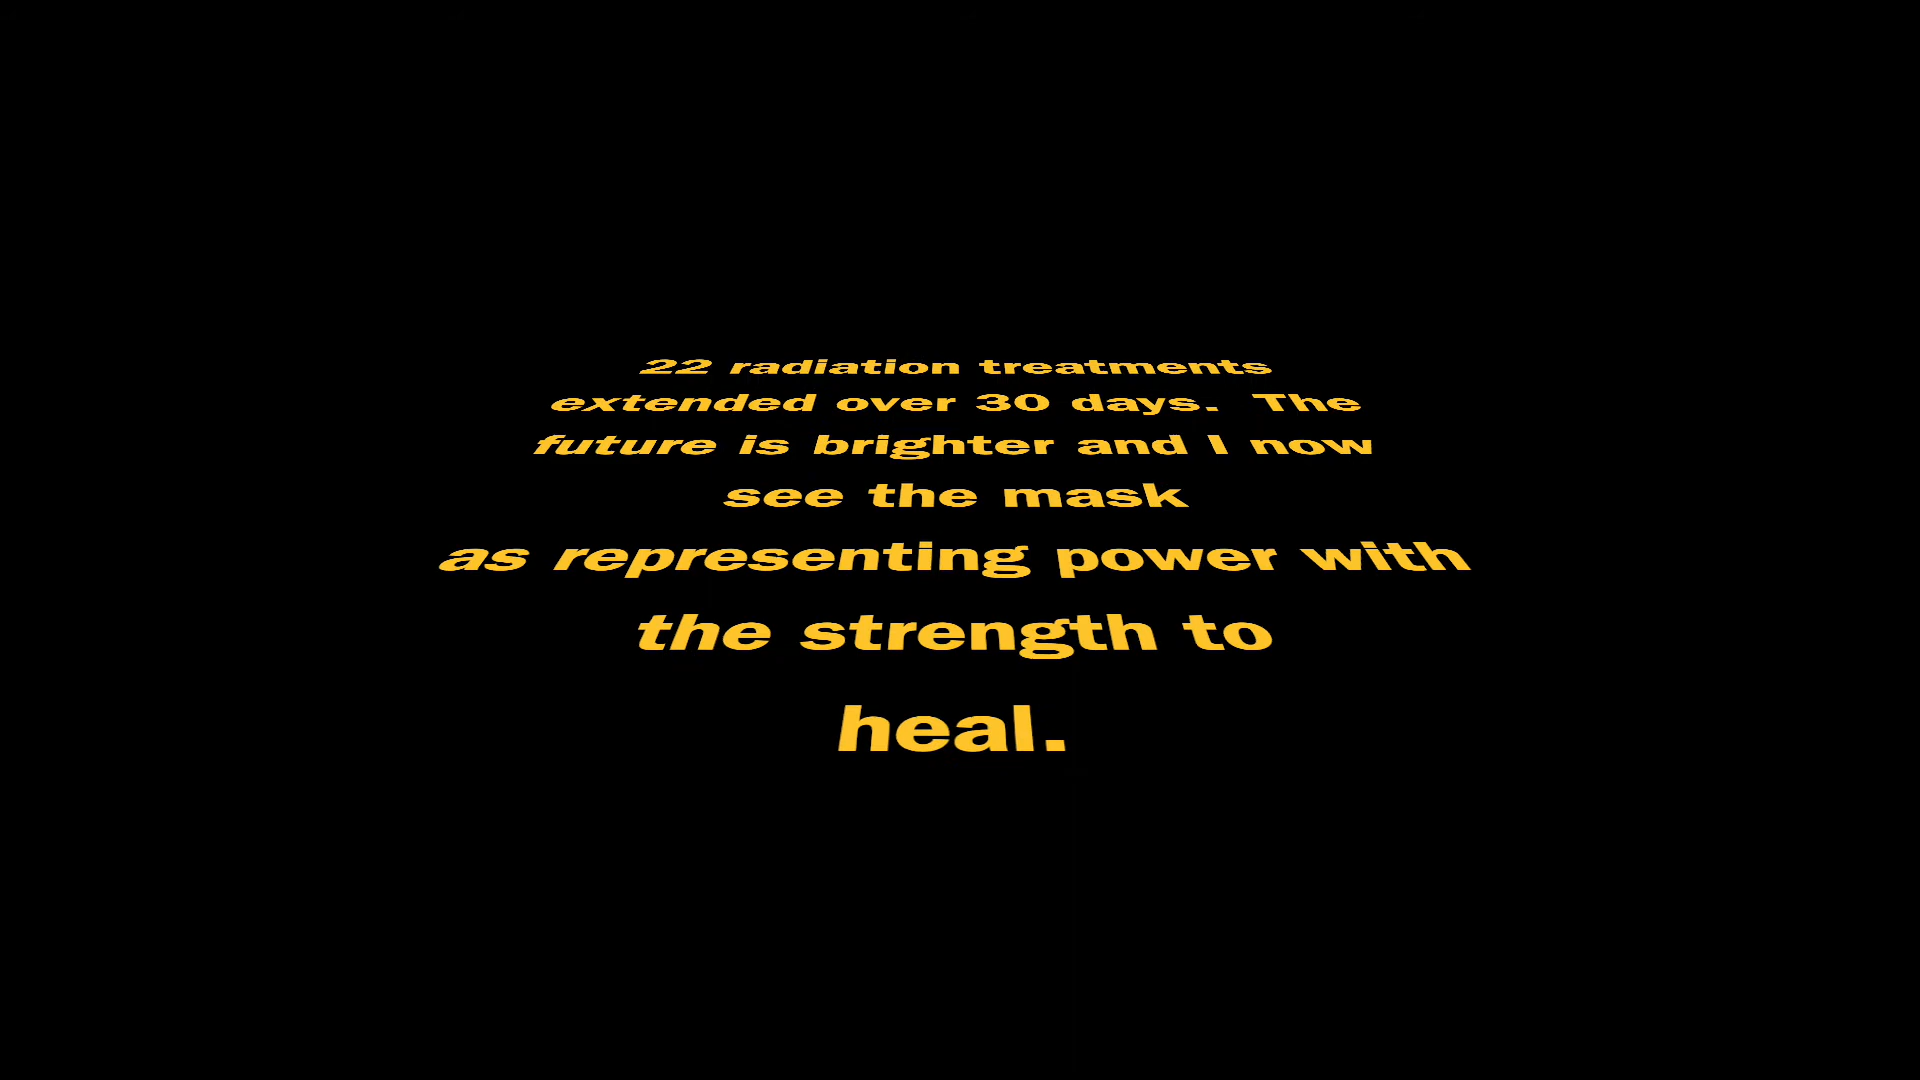 22 radiation treatments
extended over 30 days.  The
future is brighter and I now
see the mask
as representing power with
the strength to
heal.